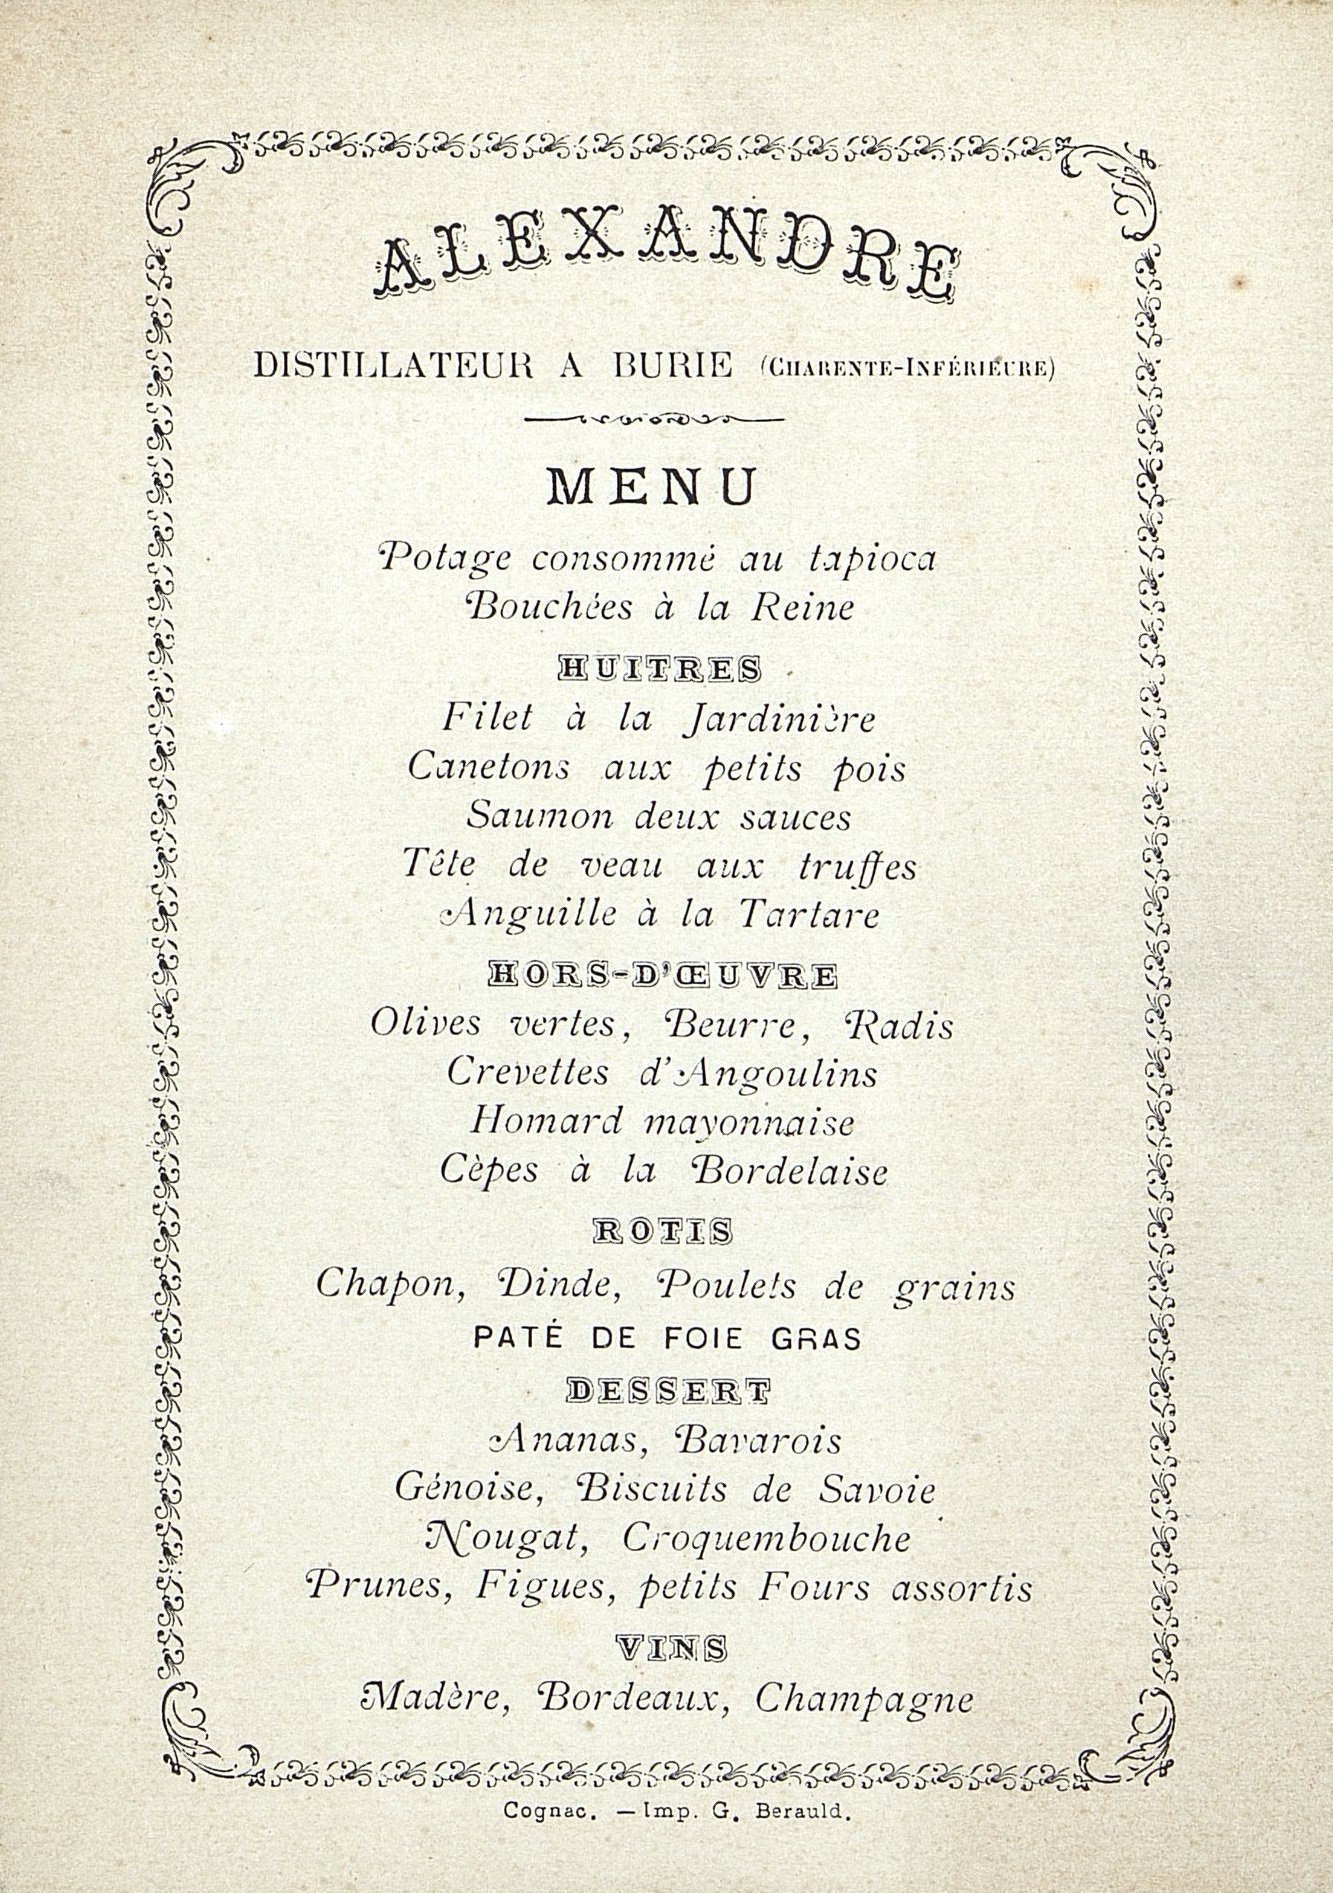 ALEXANDRE
DISTILLATEUR A BURIE (CHARENTE-INFÉRIEURE)
MENU
Potage consommé au tapioca
Bouchées à la Reine
HUITRES
Filet à la Jardinière
Canetons aux petits pois
Saumon deux sauces
Tête de veau aux truffes
Anguille à la Tartare
HORS-D'ŒUVRE
Olives vertes, Beurre, Radis
Crevettes d'Angoulins
Homard mayonnaise
Cèpes à la Bordelaise
ROTIS
Chapon, Dinde, Poulets de grains
PATÉ DE FOIE GRAS
DESSERT
Ananas, Bavarois
Génoise, Biscuits de Savoie
Nougat, Croquembouche
Prunes, Figues, petits Fours assortis
VINS
Madère, Bordeaux, Champagne
Cognac. — Imp. G. Berauld.